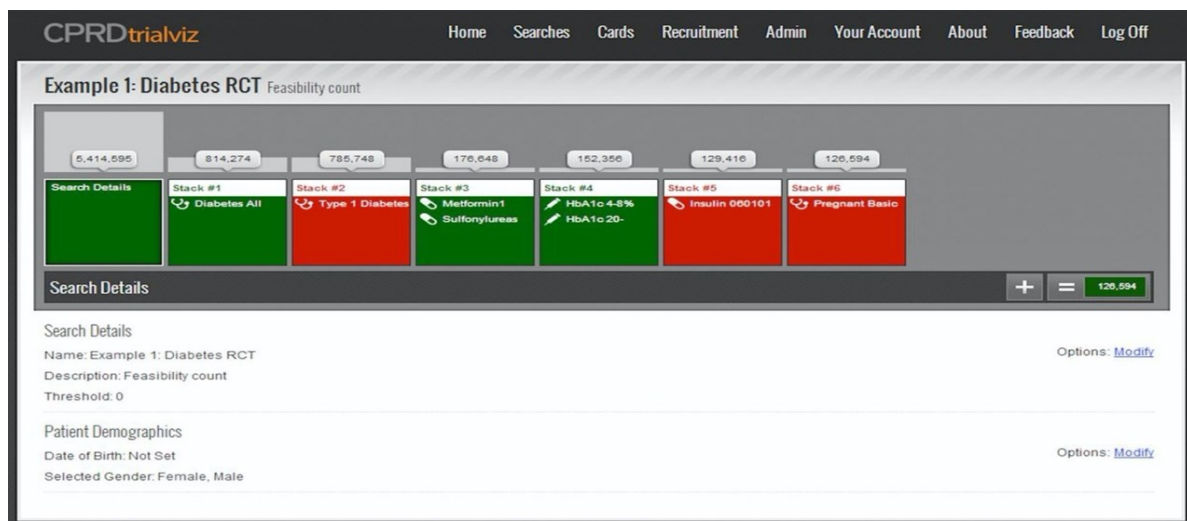 CPRDtrialviz
Home Searches Cards Recruitment Admin Your Account About Feedback Log Off
Example 1: Diabetes RCT Feasibility count
5,414,595 814,274 785,748 176,648 152,356 129,416 126,594
Search Details Stack #1 Stack #2 Stack #3 Stack #4 Stack #5 Stack #6
Diabetes All Type 1 Diabetes Metformin1 HbA1c 4-8% Insulin 060101 Pregnant Basic
Sulfonylureas HbA1c 20-
Search Details + = 126,594
Search Details
Name: Example 1: Diabetes RCT Options: Modify
Description: Feasibility count
Threshold: 0
Patient Demographics
Date of Birth: Not Set Options: Modify
Selected Gender: Female, Male